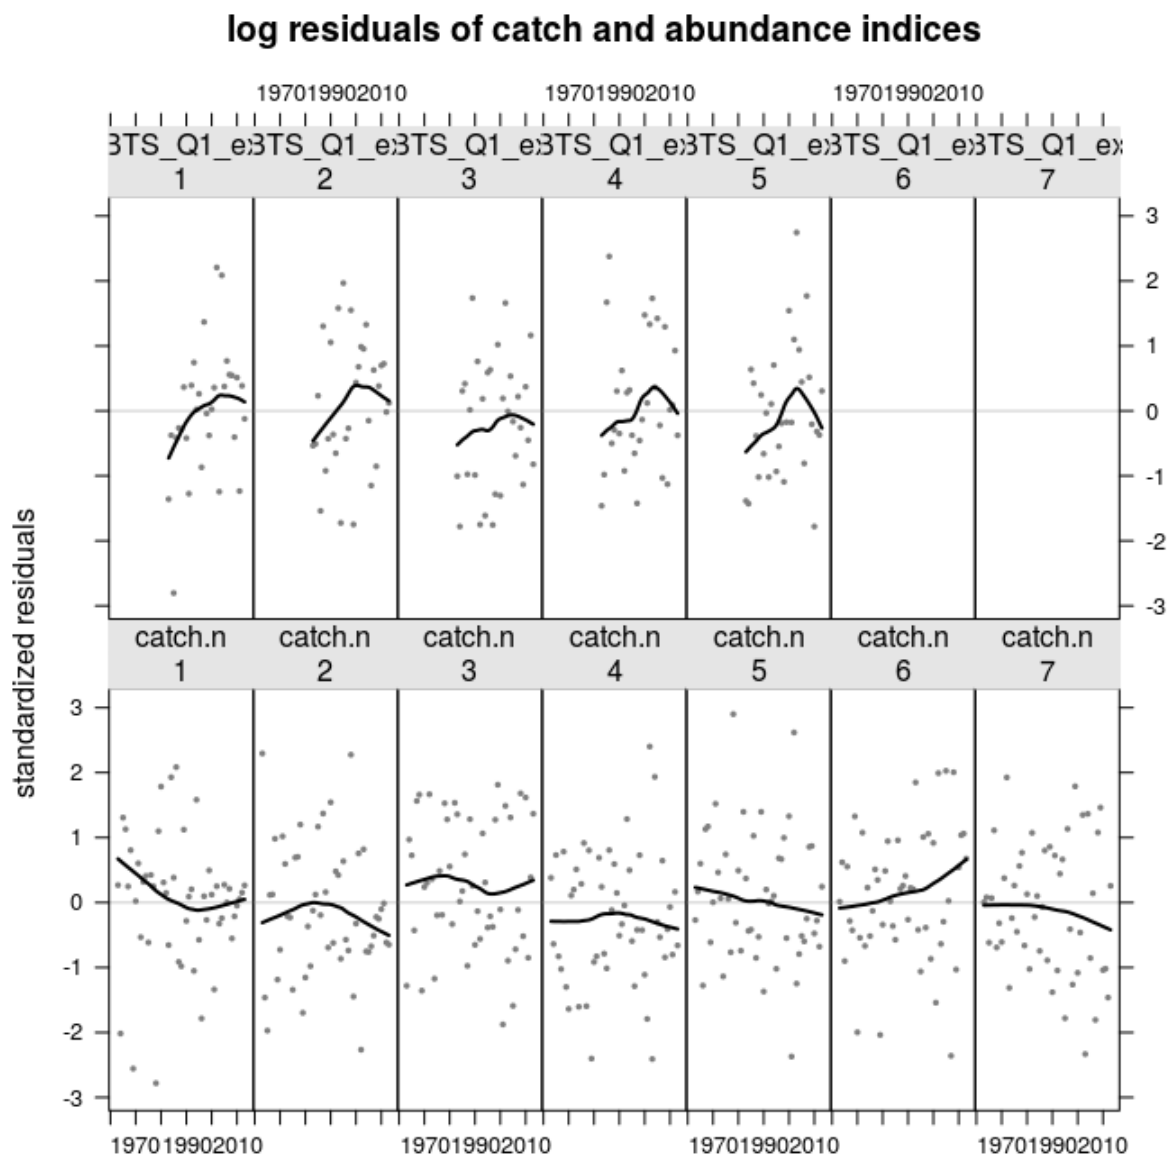 log residuals of catch and abundance indices
197019902010 197019902010 197019902010
3TS_Q1_e 3TS_Q1_e 3TS_Q1_e 3TS_Q1_e 3TS_Q1_e 3TS_Q1_e 3TS_Q1_ex
1 2 3 4 5 6 7
3
2
1
0
-1
-2
-3
standardized residuals
catch.n catch.n catch.n catch.n catch.n catch.n catch.n
1 2 3 4 5 6 7
3
2
1
0
-1
-2
-3
197019902010 197019902010 197019902010 197019902010